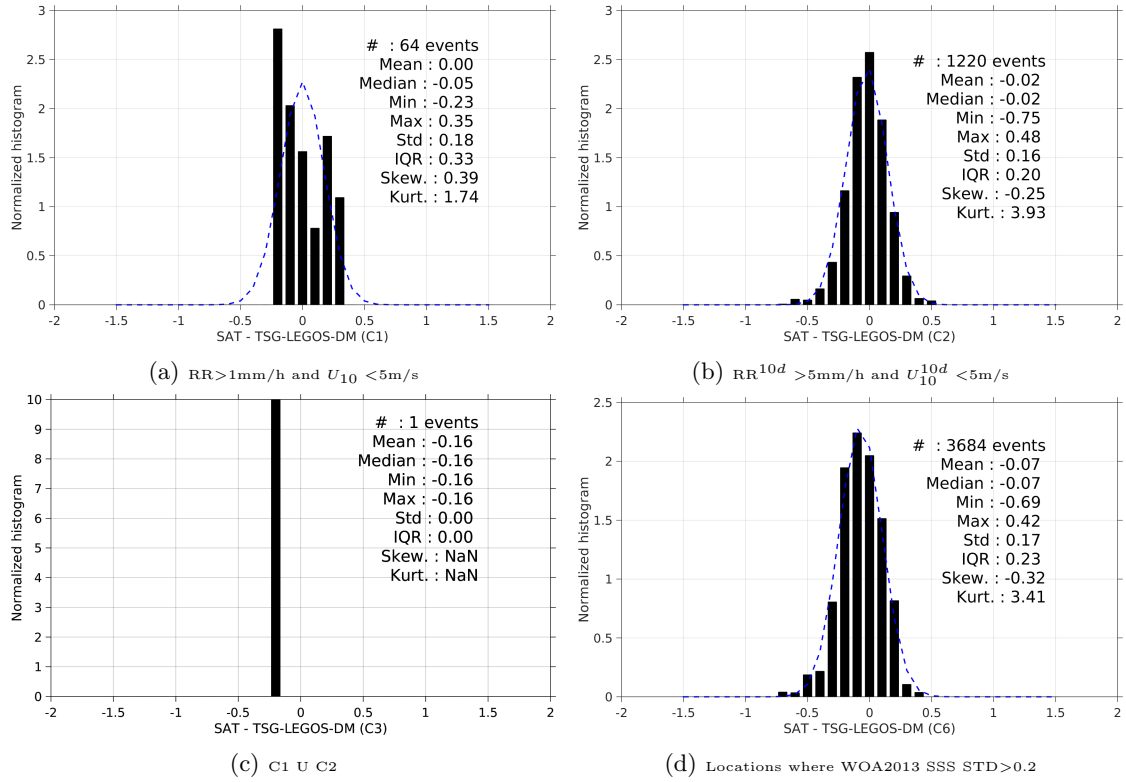 3
2.5
2
1.5
1
0.5
0
Normalized histogram
# : 64 events
Mean : 0.00
Median : -0.05
Min : -0.23
Max : 0.35
Std : 0.18
IQR : 0.33
Skew. : 0.39
Kurt. : 1.74
-2 -1.5 -1 -0.5 0 0.5 1 1.5 2
SAT - TSG-LEGOS-DM (C1)
(a) RR>1mm/h and U10 <5m/s
3
2.5
2
1.5
1
0.5
0
Normalized histogram
# : 1220 events
Mean : -0.02
Median : -0.02
Min : -0.75
Max : 0.48
Std : 0.16
IQR : 0.20
Skew. : -0.25
Kurt. : 3.93
-2 -1.5 -1 -0.5 0 0.5 1 1.5 2
SAT - TSG-LEGOS-DM (C2)
(b) RR10d >5mm/h and U10d10 <5m/s
10
9
8
7
6
5
4
3
2
1
0
Normalized histogram
# : 1 events
Mean : -0.16
Median : -0.16
Min : -0.16
Max : -0.16
Std : 0.00
IQR : 0.00
Skew. : NaN
Kurt. : NaN
-2 -1.5 -1 -0.5 0 0.5 1 1.5 2
SAT - TSG-LEGOS-DM (C3)
(c) C1 U C2
2.5
2
1.5
1
0.5
0
Normalized histogram
# : 3684 events
Mean : -0.07
Median : -0.07
Min : -0.69
Max : 0.42
Std : 0.17
IQR : 0.23
Skew. : -0.32
Kurt. : 3.41
-2 -1.5 -1 -0.5 0 0.5 1 1.5 2
SAT - TSG-LEGOS-DM (C6)
(d) Locations where WOA2013 SSS STD>0.2